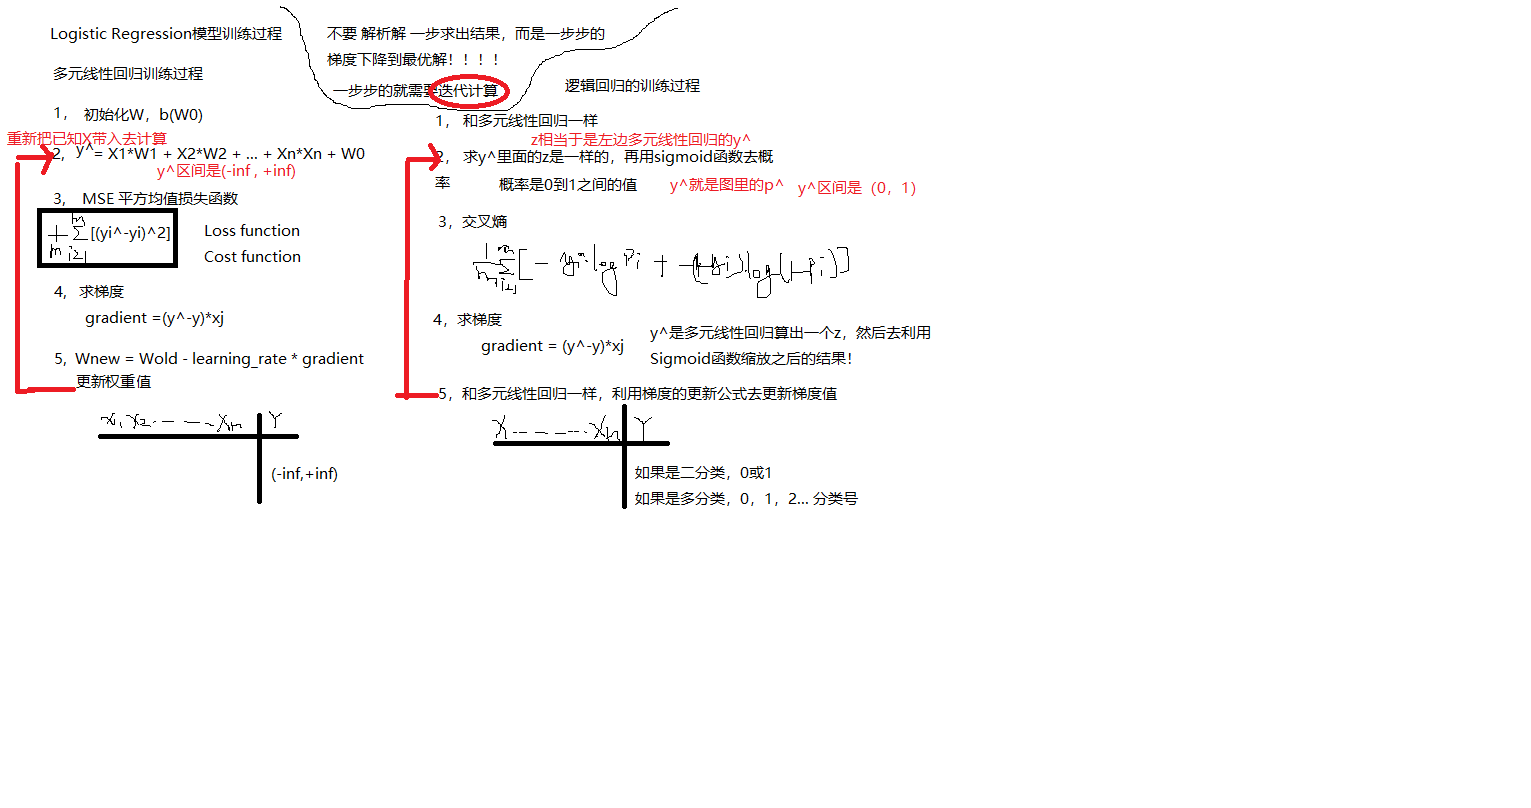 Logistic Regression模型训练过程
不要 解析解 一步求出结果，而是一步步的
梯度下降到最优解！！！！
一步步的就需要迭代计算
多元线性回归训练过程
1， 初始化W，b(W0)
重新把已知X带入去计算
2， y^= X1*W1 + X2*W2 + ... + Xn*Xn + W0
y^区间是(-inf , +inf)
3， MSE 平方均值损失函数
1/m m∑i=1 [(yi^-yi)^2]
Loss function
Cost function
4，求梯度
gradient =(y^-y)*xj
5，Wnew = Wold - learning_rate * gradient
更新权重值
x1 x2 ------- Xn Y
(-inf,+inf)
逻辑回归的训练过程
1， 和多元线性回归一样
z相当于是左边多元线性回归的y^
2， 求y^里面的z是一样的，再用sigmoid函数去概
率 概率是0到1之间的值 y^就是图里的p^ y^区间是（0，1）
3，交叉熵
4，求梯度
gradient = (y^-y)*xj
y^是多元线性回归算出一个z，然后去利用
Sigmoid函数缩放之后的结果！
5，和多元线性回归一样，利用梯度的更新公式去更新梯度值
X ------- Xn Y
如果是二分类，0或1
如果是多分类，0，1，2... 分类号